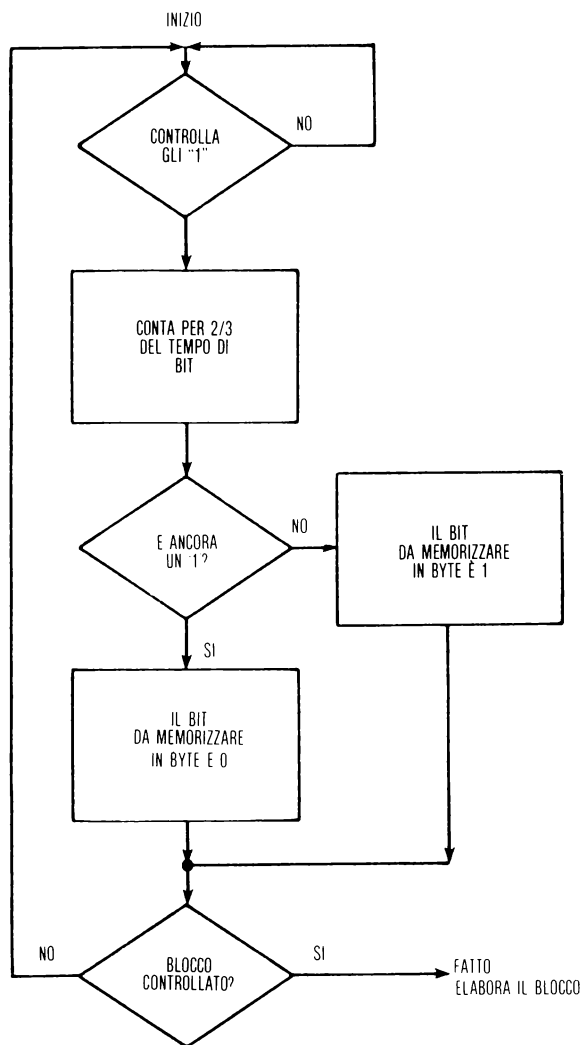 INIZIO
CONTROLLA
GLI "1"
NO
CONTA PER 2/3
DEL TEMPO DI
BIT
E ANCORA
UN "1"?
NO
IL BIT
DA MEMORIZZARE
IN BYTE È 1
SI
IL BIT
DA MEMORIZZARE
IN BYTE E 0
BLOCCO
CONTROLLATO?
NO
SI
FATTO
ELABORA IL BLOCCO